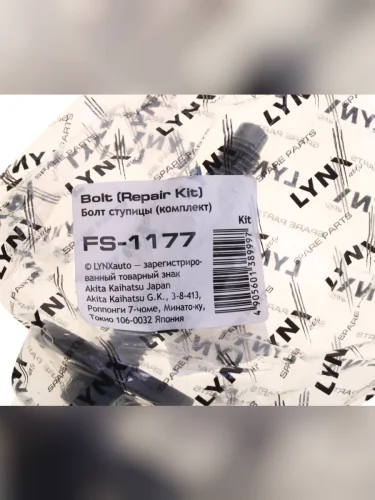 Bolt (Repair Kit)
Болт ступицы (комплект)
Kit
FS-1177
© LYNXauto – зарегистриро-
ванный товарный знак
Akita Kaihatsu Japan
Akita Kaihatsu G.K., 3-8-413,
Роппонги 7-чоме, Минато-ку,
Токио 106-0032 Япония
4905601389997
LYNX
SPARE PARTS